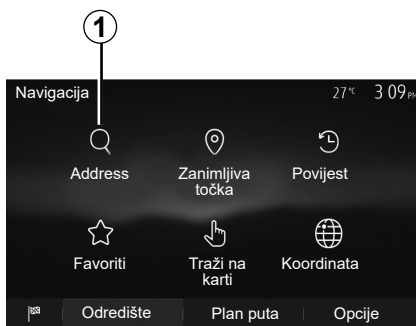 1
Navigacija 27°C 3 09 PM
Address Zanimljiva točka Povijest
Favoriti Traži na karti Koordinata
Odredište Plan puta Opcije